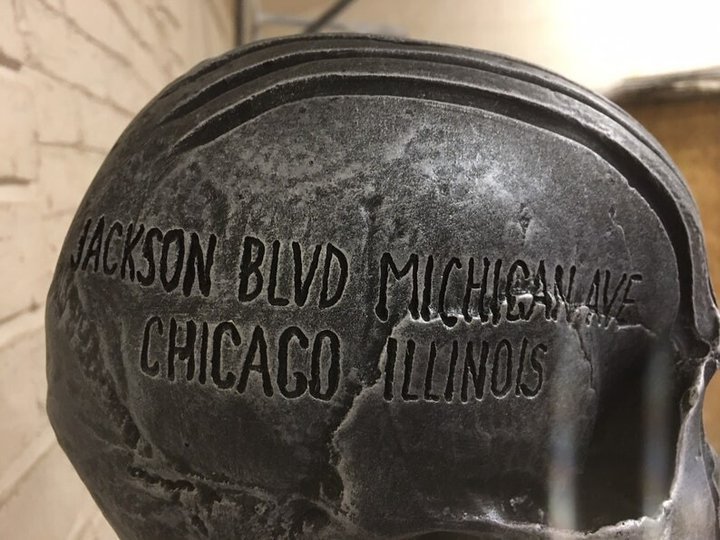 JACKSON BLVD MICHIGAN AVE
CHICAGO ILLINOIS